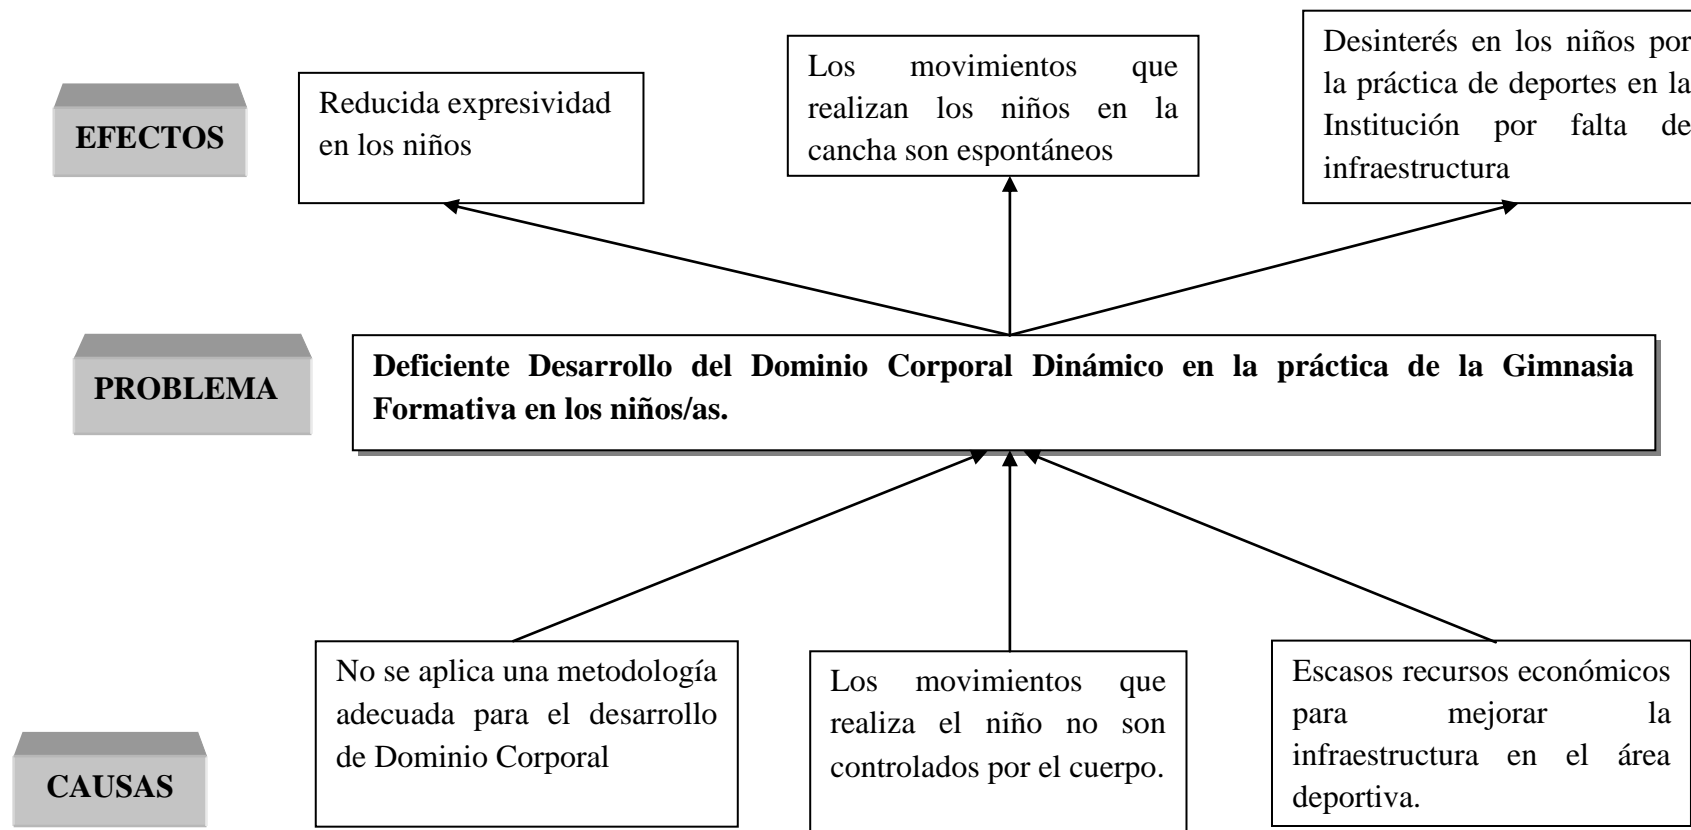 EFECTOS
Reducida expresividad
en los niños
Los movimientos que
realizan los niños en la
cancha son espontáneos
Desinterés en los niños por
la práctica de deportes en la
Institución por falta de
infraestructura
PROBLEMA
Deficiente Desarrollo del Dominio Corporal Dinámico en la práctica de la Gimnasia
Formativa en los niños/as.
CAUSAS
No se aplica una metodología
adecuada para el desarrollo
de Dominio Corporal
Los movimientos que
realiza el niño no son
controlados por el cuerpo.
Escasos recursos económicos
para mejorar la
infraestructura en el área
deportiva.